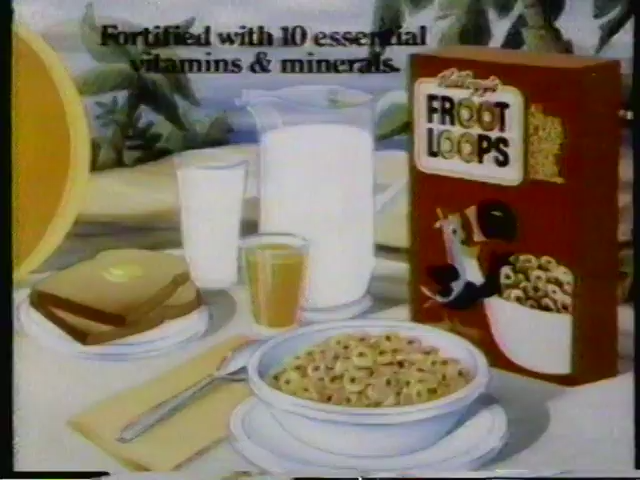 Fortified with 10 essential
vitamins & minerals.
Kellogg's
FROOT
LOOPS